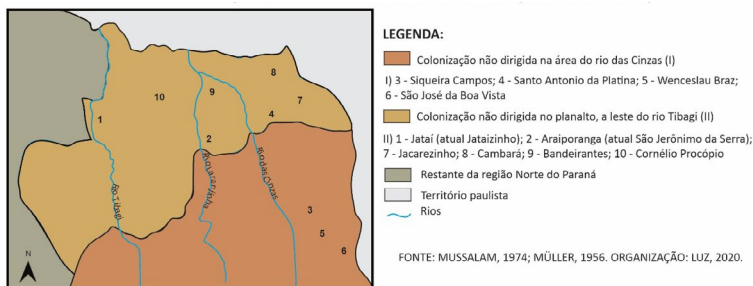 LEGENDA:
Colonização não dirigida na área do rio das Cinzas (I)
I) 3 - Siqueira Campos; 4 - Santo Antonio da Platina; 5 - Wenceslau Braz;
6 - São José da Boa Vista
Colonização não dirigida no planalto, a leste do rio Tibagi (II)
II) 1 - Jataí (atual Jataizinho); 2 - Araiporanga (atual São Jerônimo da Serra);
7 - Jacarezinho; 8 - Cambará; 9 - Bandeirantes; 10 - Cornélio Procópio
Restante da região Norte do Paraná
Território paulista
Rios
FONTE: MUSSALAM, 1974; MÜLLER, 1956. ORGANIZAÇÃO: LUZ, 2020.
8
10
9
7
1
4
2
Rio Tibagi
Rio das Cinzas
3
5
6
N